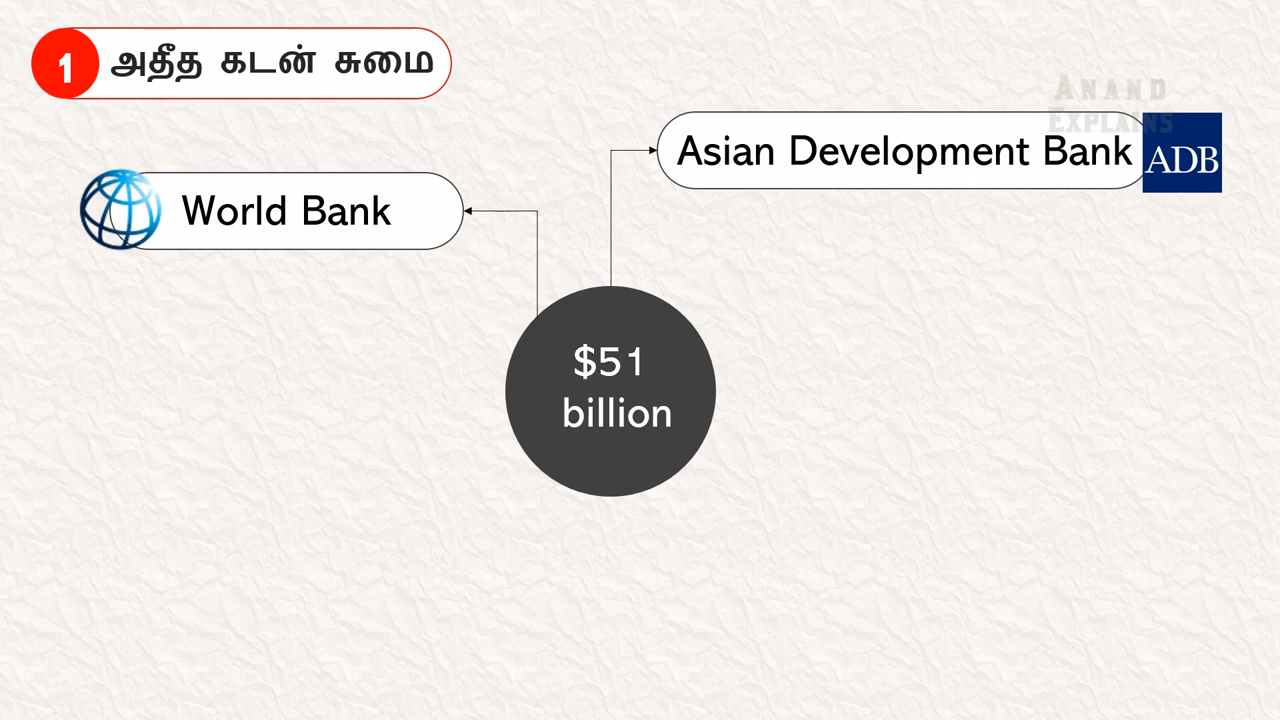 1 அதீத கடன் சுமை
ANAND
EXPLAINS
Asian Development Bank
ADB
World Bank
$51
billion